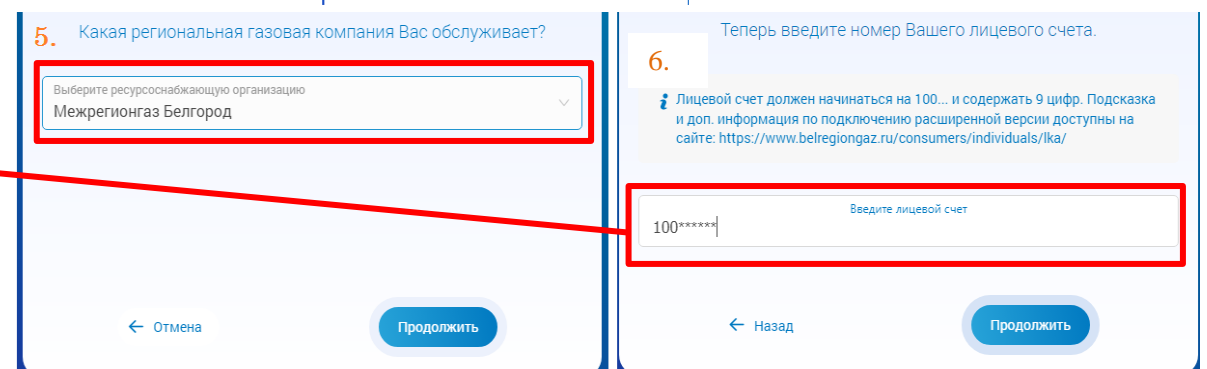 5. Какая региональная газовая компания Вас обслуживает?
Выберите ресурсоснабжающую организацию
Межрегионгаз Белгород
← Отмена
Продолжить
Теперь введите номер Вашего лицевого счета.
6.
Лицевой счет должен начинаться на 100... и содержать 9 цифр. Подсказка
и доп. информация по подключению расширенной версии доступны на
сайте: https://www.belregiongaz.ru/consumers/individuals/lka/
Введите лицевой счет
100******
← Назад
Продолжить